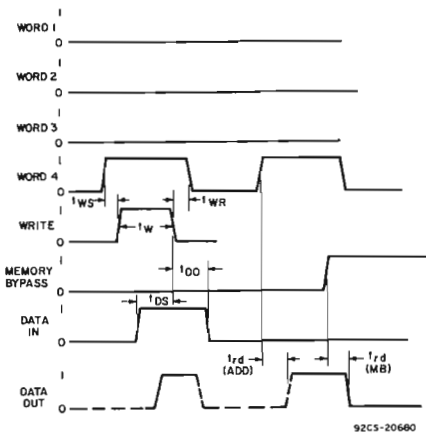 1
WORD 1
0
1
WORD 2
0
1
WORD 3
0
1
WORD 4
0
tWS
tWR
1
WRITE
tW
0
1
tDO
MEMORY
BYPASS
0
tDS
1
DATA
IN
0
trd
(ADD)
trd
(MB)
1
DATA
OUT
0
92CS-20680